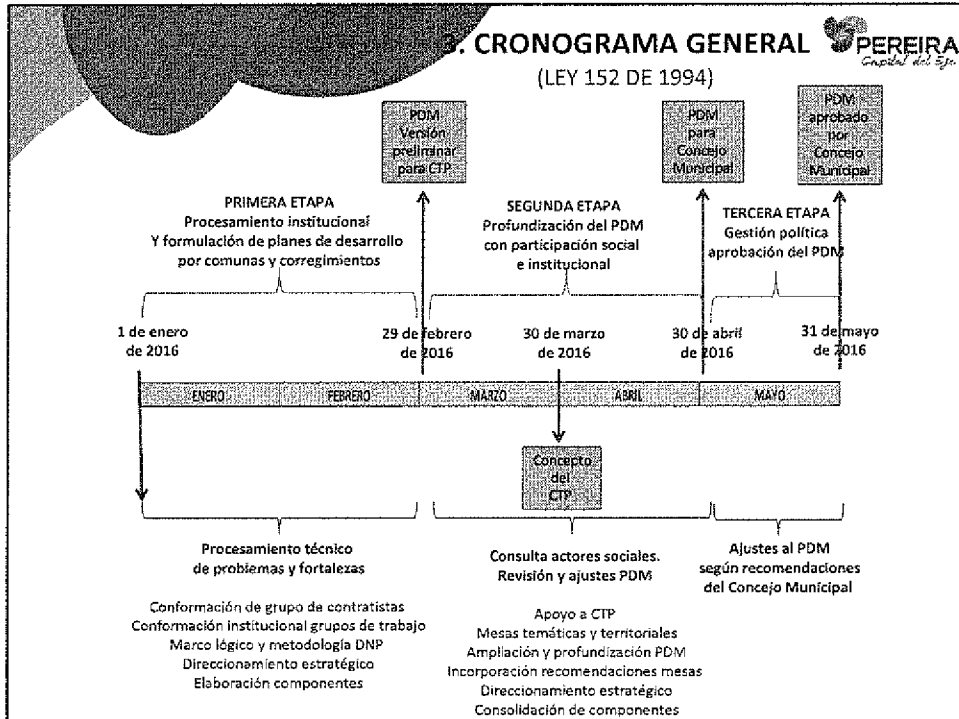 3. CRONOGRAMA GENERAL
(LEY 152 DE 1994)
PEREIRA
Capital del Eje
PDM
Versión
preliminar
para CTP
PDM
para
Concejo
Municipal
PDM
aprobado
por
Concejo
Municipal
PRIMERA ETAPA
Procesamiento institucional
Y formulación de planes de desarrollo
por comunas y corregimientos
SEGUNDA ETAPA
Profundización del PDM
con participación social
e institucional
TERCERA ETAPA
Gestión política
aprobación del PDM
1 de enero
de 2016
29 de febrero
de 2016
30 de marzo
de 2016
30 de abril
de 2016
31 de mayo
de 2016
ENERO
FEBRERO
MARZO
ABRIL
MAYO
Concepto
del
CTP
Procesamiento técnico
de problemas y fortalezas
Conformación de grupo de contratistas
Conformación institucional grupos de trabajo
Marco lógico y metodología DNP
Direccionamiento estratégico
Elaboración componentes
Consulta actores sociales.
Revisión y ajustes PDM
Apoyo a CTP
Mesas temáticas y territoriales
Ampliación y profundización PDM
Incorporación recomendaciones mesas
Direccionamiento estratégico
Consolidación de componentes
Ajustes al PDM
según recomendaciones
del Concejo Municipal